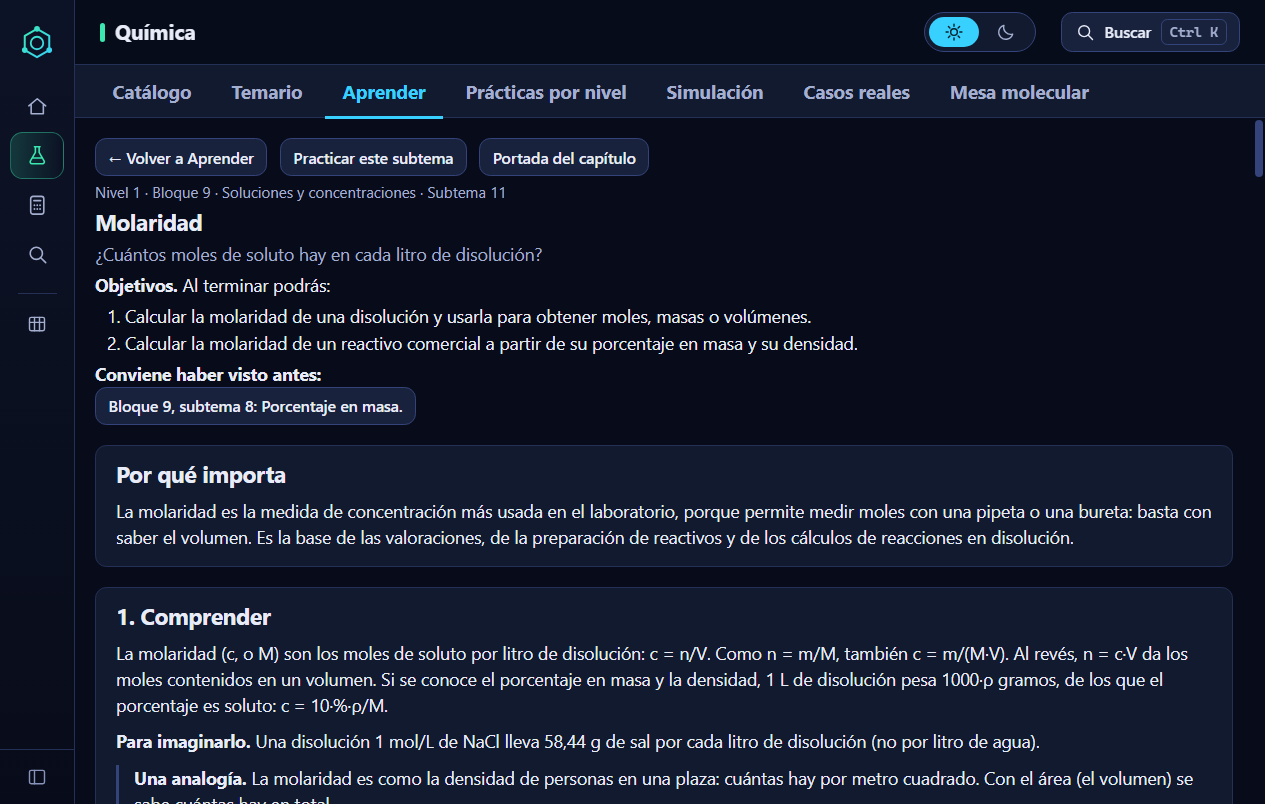 Química
Buscar Ctrl K
Catálogo Temario Aprender Prácticas por nivel Simulación Casos reales Mesa molecular
← Volver a Aprender Practicar este subtema Portada del capítulo
Nivel 1 · Bloque 9 · Soluciones y concentraciones · Subtema 11
Molaridad
¿Cuántos moles de soluto hay en cada litro de disolución?
Objetivos. Al terminar podrás:
1. Calcular la molaridad de una disolución y usarla para obtener moles, masas o volúmenes.
2. Calcular la molaridad de un reactivo comercial a partir de su porcentaje en masa y su densidad.
Conviene haber visto antes:
Bloque 9, subtema 8: Porcentaje en masa.
Por qué importa
La molaridad es la medida de concentración más usada en el laboratorio, porque permite medir moles con una pipeta o una bureta: basta con
saber el volumen. Es la base de las valoraciones, de la preparación de reactivos y de los cálculos de reacciones en disolución.
1. Comprender
La molaridad (c, o M) son los moles de soluto por litro de disolución: c = n/V. Como n = m/M, también c = m/(M·V). Al revés, n = c·V da los
moles contenidos en un volumen. Si se conoce el porcentaje en masa y la densidad, 1 L de disolución pesa 1000·ρ gramos, de los que el
porcentaje es soluto: c = 10·%·ρ/M.
Para imaginarlo. Una disolución 1 mol/L de NaCl lleva 58,44 g de sal por cada litro de disolución (no por litro de agua).
Una analogía. La molaridad es como la densidad de personas en una plaza: cuántas hay por metro cuadrado. Con el área (el volumen) se
sabe cuántas hay en total.